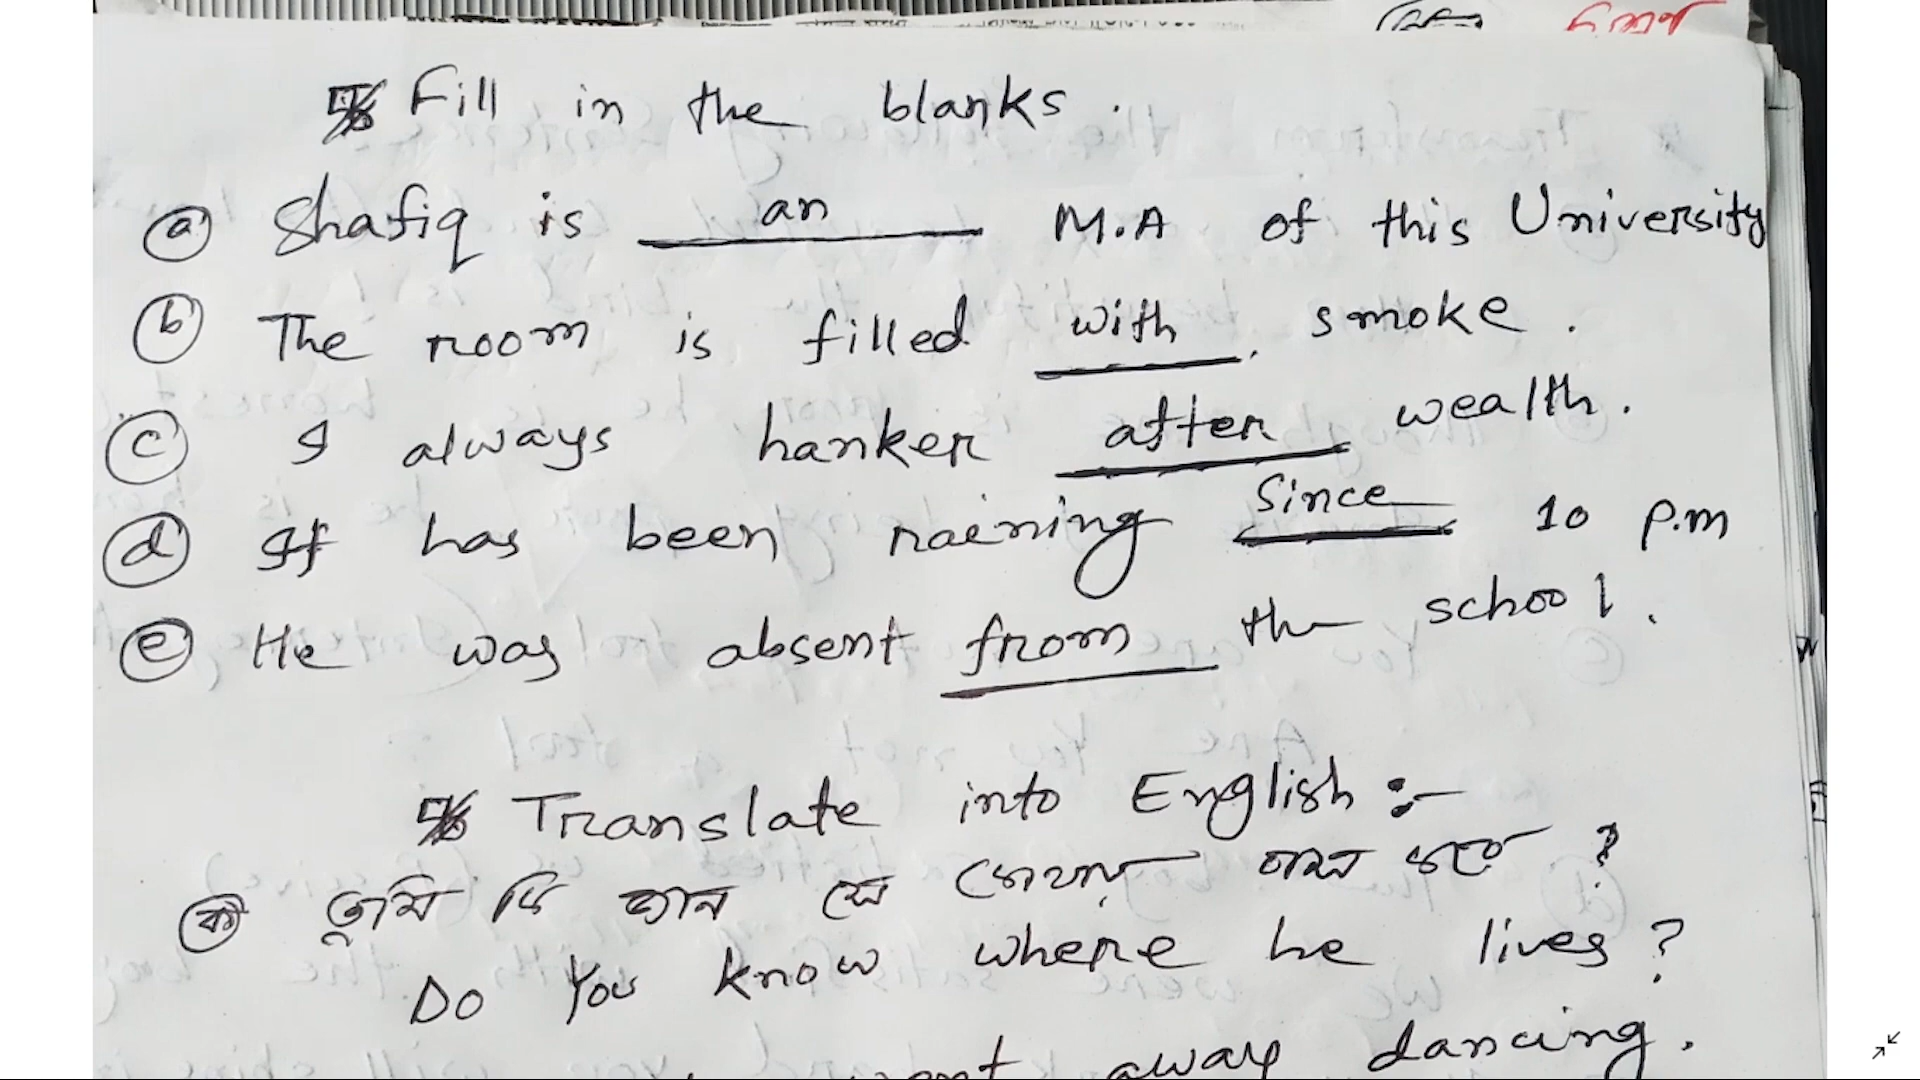 Fill in the blanks.
ⓐ Shafiq is an M.A of this University
ⓑ The room is filled with smoke.
ⓒ I always hanker after wealth.
ⓓ It has been raining since 10 p.m
ⓔ He was absent from the school.
Translate into English :-
ক তুমি কি জান সে কোথায় বাস করে ?
Do You know where he lives ?
away dancing.